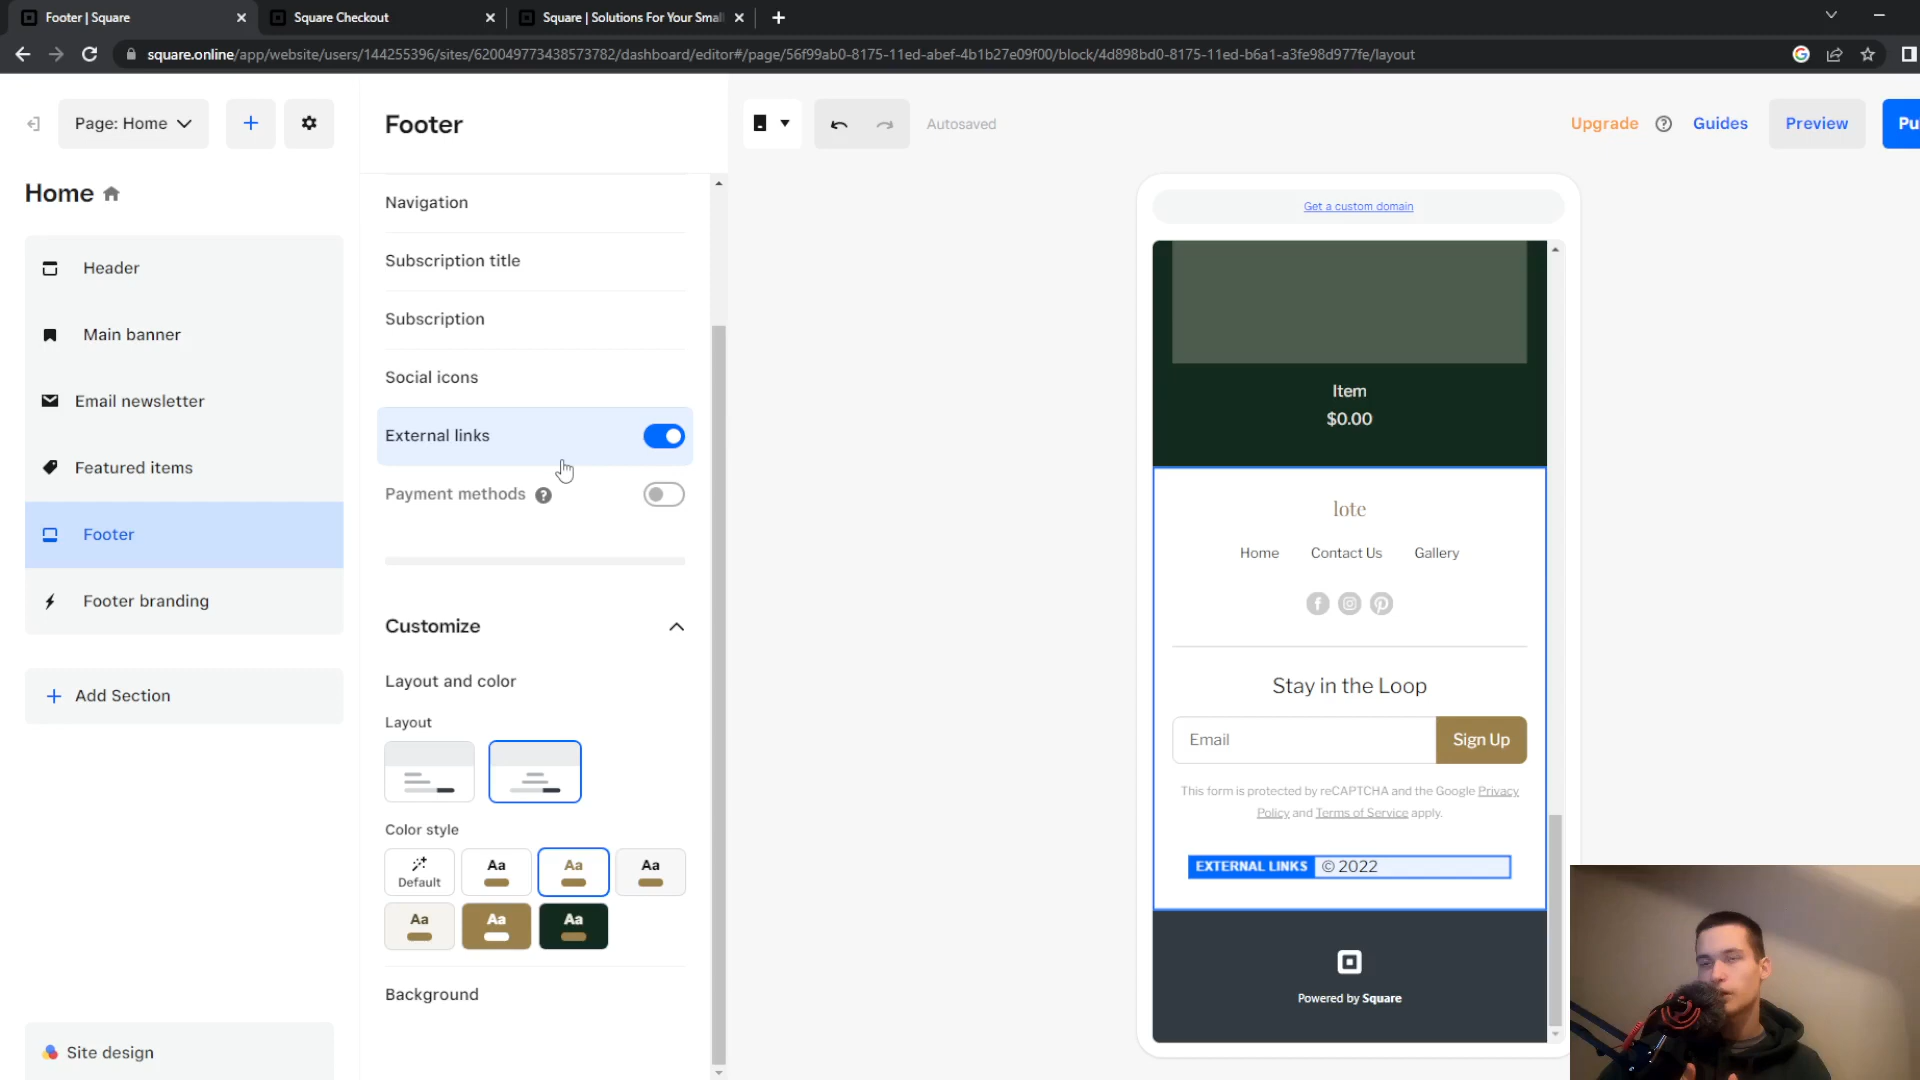 Footer | Square
Square Checkout
Square | Solutions For Your Smal
square.online/app/website/users/144255396/sites/620049773438573782/dashboard/editor#/page/56f99ab0-8175-11ed-abef-4b1b27e09f00/block/4d898bd0-8175-11ed-b6a1-a3fe98d977fe/layout
Page: Home
Footer
Autosaved
Upgrade
Guides
Preview
Pu
Home
Header
Main banner
Email newsletter
Featured items
Footer
Footer branding
Add Section
Site design
Navigation
Subscription title
Subscription
Social icons
External links
Payment methods
Customize
Layout and color
Layout
Color style
Default
Aa
Aa
Aa
Aa
Aa
Aa
Background
Get a custom domain
Item
$0.00
lote
Home Contact Us Gallery
Stay in the Loop
Email
Sign Up
This form is protected by reCAPTCHA and the Google Privacy
Policy and Terms of Service apply.
EXTERNAL LINKS © 2022
Powered by Square